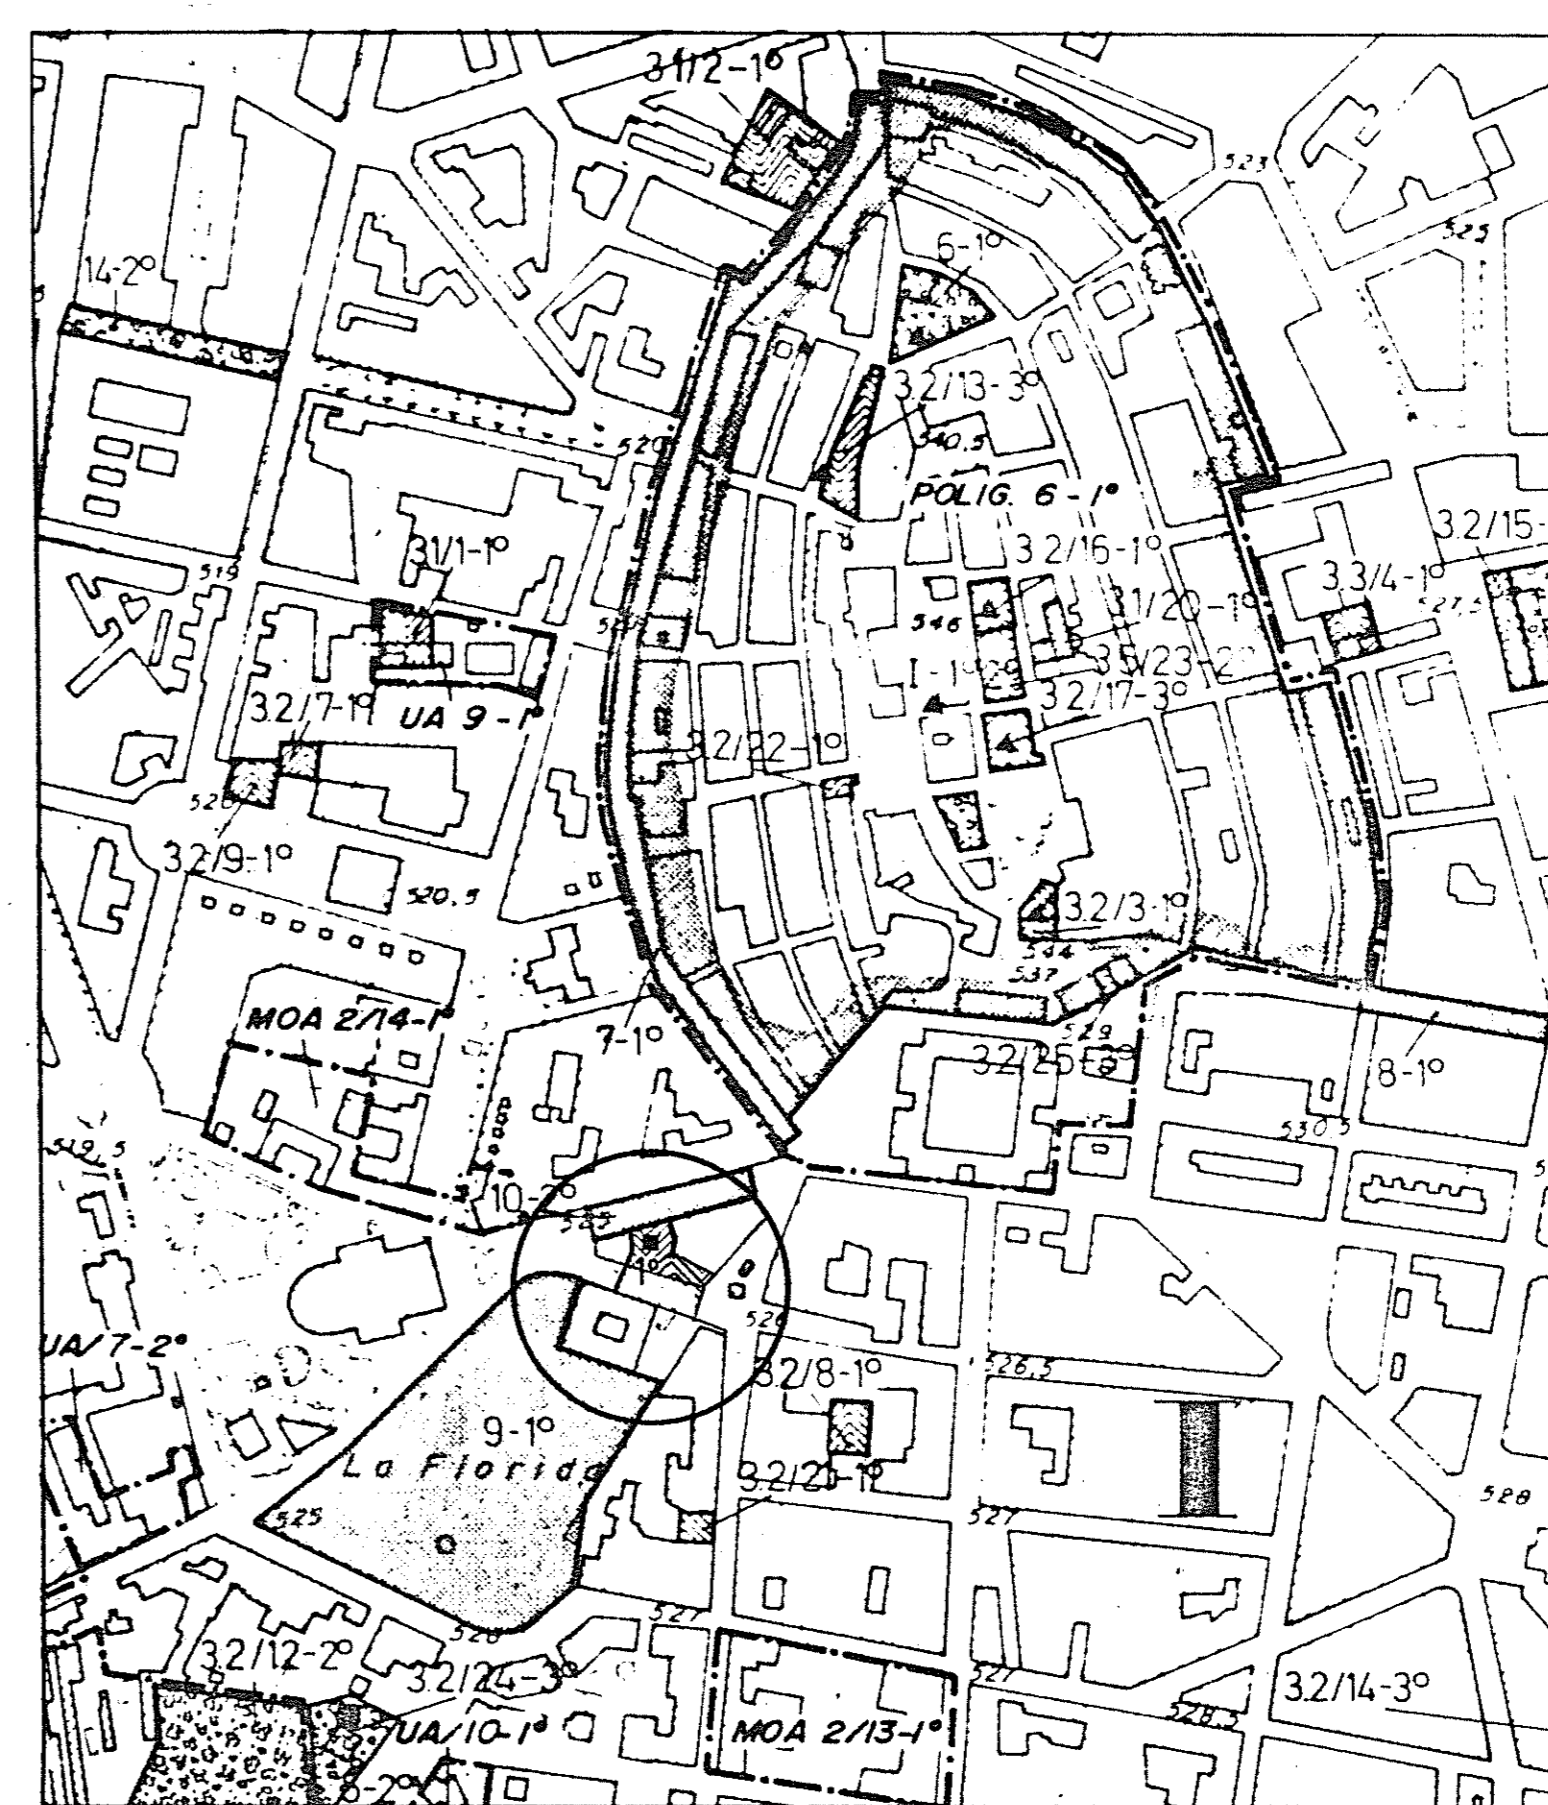 3.1/2-1º
523
525
6-1º
14-2º
3.2/13-3º
520
540,5
POLIG. 6-1º
3.2/15-
3.1/1-1º
3.2/16-1º
3.3/4-1º
519
527,5
3.1/20-1º
546
3.5/23-2º
I-1º
3.2/17-3º
3.2/7-1º
UA 9-1º
3.2/22-1º
520
3.2/9-1º
520,5
3.2/3-1º
544
537
MOA 2/14-1º
529
7-1º
3.2/25-3º
8-1º
530,5
519,5
10-2º
525
1º
526
UA/7-2º
526,5
3.2/8-1º
9-1º
La Florida
3.2/21-1º
528
525
527
527
526
3.2/12-2º
3.2/24-3º
527
3.2/14-3º
528,5
UA/10-1º
MOA 2/13-1º
8-2º